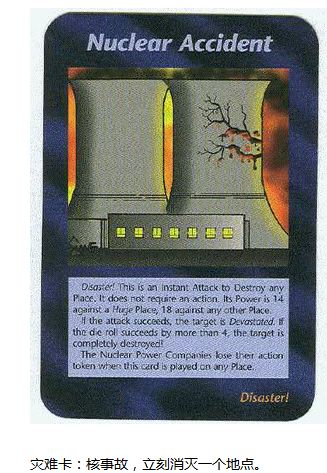 Nuclear Accident
Disaster! This is an Instant Attack to Destroy any
Place. It does not require an action. Its Power is 14
against a Huge Place, 18 against any other Place.
If the attack succeeds, the target is Devastated. If
the die roll succeeds by more than 4, the target is
completely destroyed!
The Nuclear Power Companies lose their action
token when this card is played on any Place.
Disaster!
灾难卡：核事故，立刻消灭一个地点。